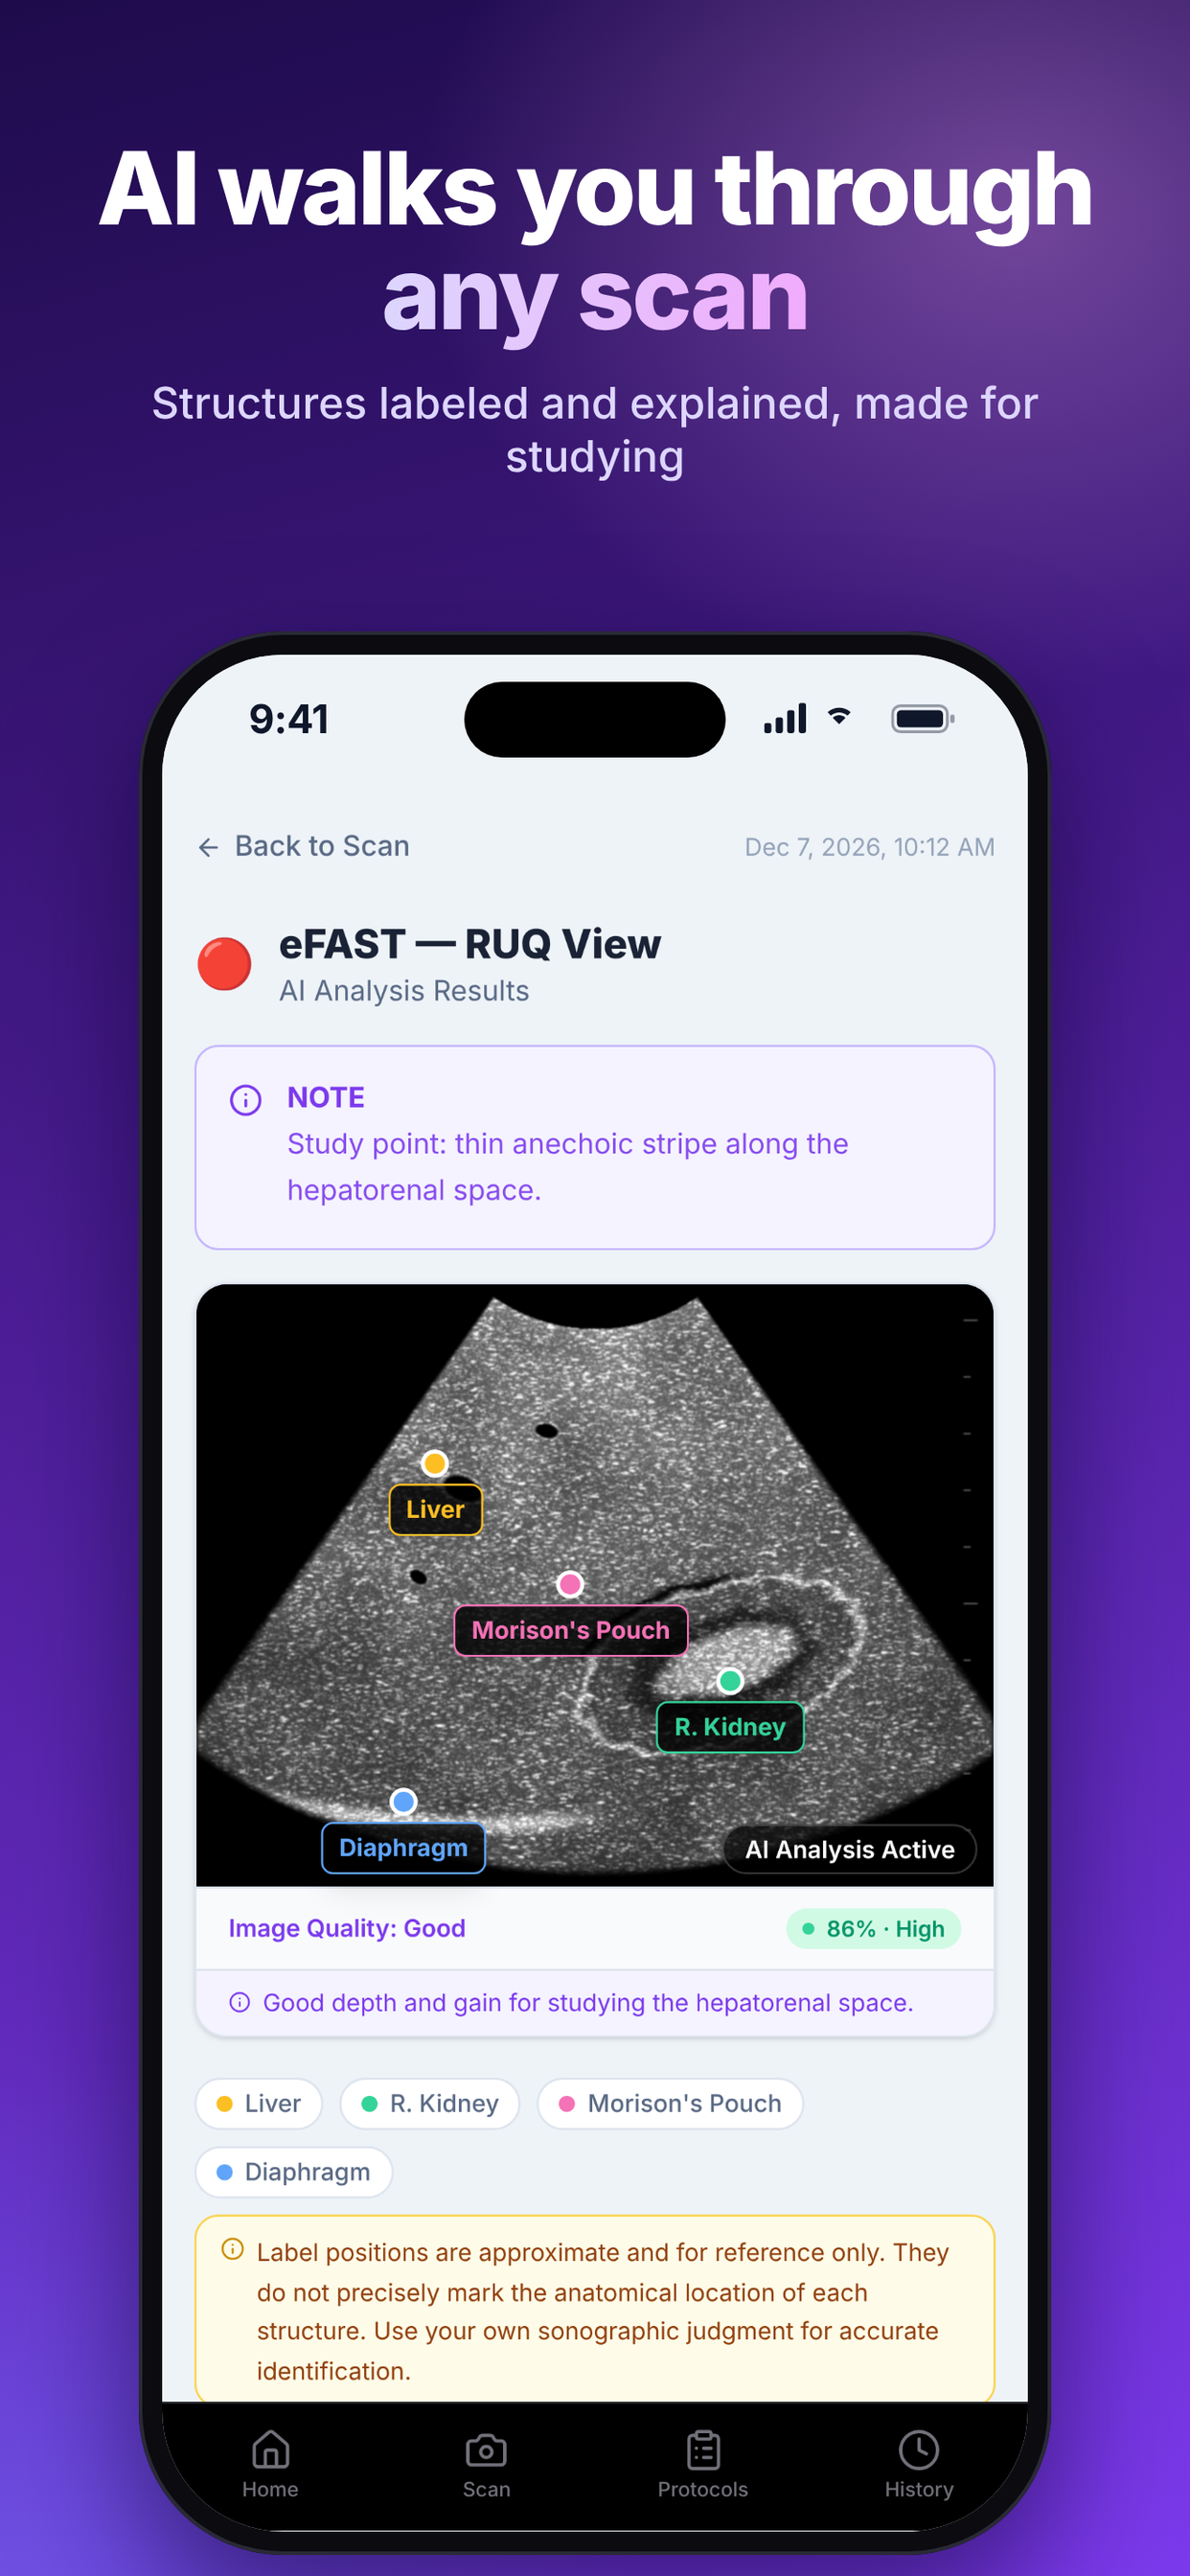 AI walks you through
any scan
Structures labeled and explained, made for
studying
9:41
Back to Scan
Dec 7, 2026, 10:12 AM
eFAST — RUQ View
AI Analysis Results
NOTE
Study point: thin anechoic stripe along the
hepatorenal space.
Liver
Morison's Pouch
R. Kidney
Diaphragm
AI Analysis Active
Image Quality: Good
86% · High
Good depth and gain for studying the hepatorenal space.
Liver
R. Kidney
Morison's Pouch
Diaphragm
Label positions are approximate and for reference only. They
do not precisely mark the anatomical location of each
structure. Use your own sonographic judgment for accurate
identification.
Home
Scan
Protocols
History